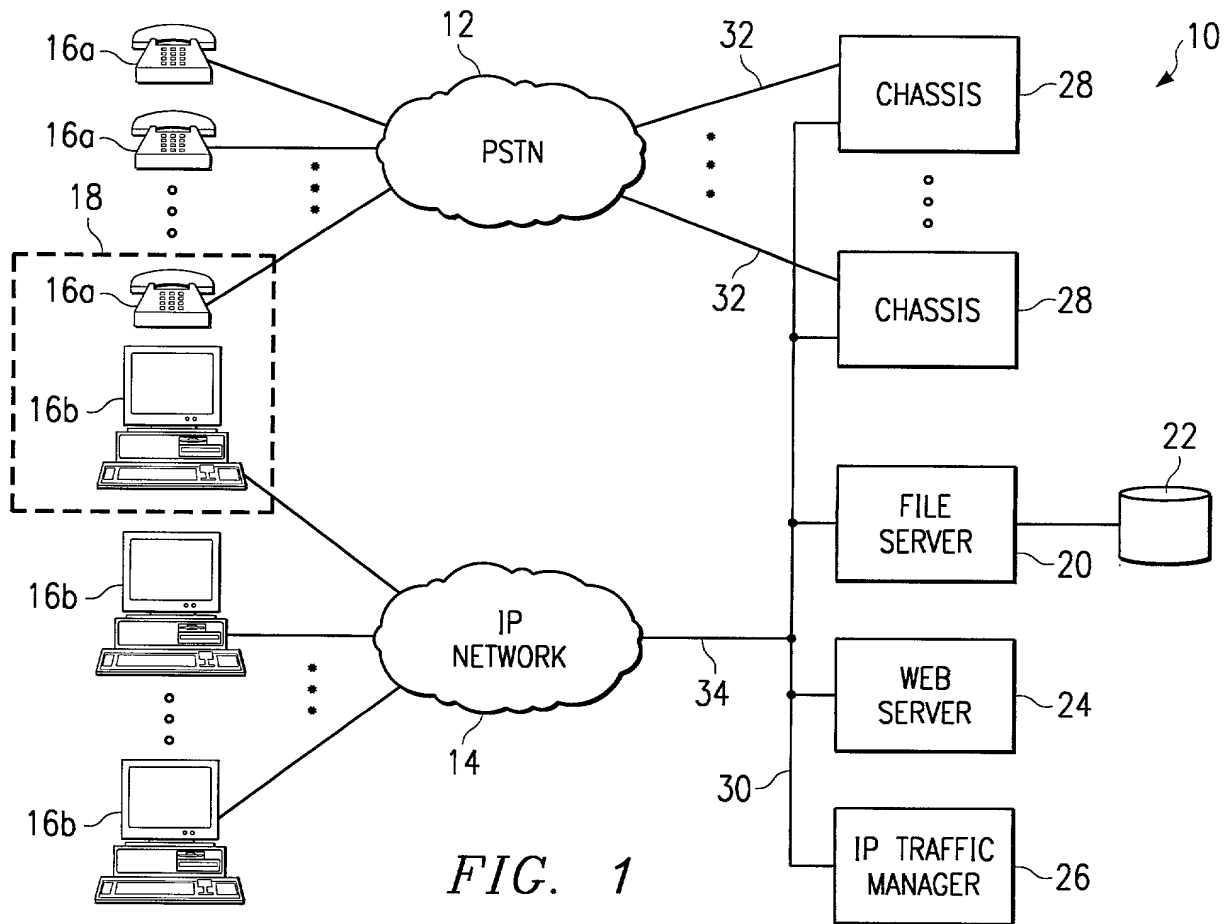 16a
12
32
10
CHASSIS
28
16a
PSTN
18
16a
32
CHASSIS
28
16b
22
FILE
SERVER
20
16b
IP
NETWORK
34
WEB
SERVER
24
14
30
16b
IP TRAFFIC
MANAGER
26
FIG. 1